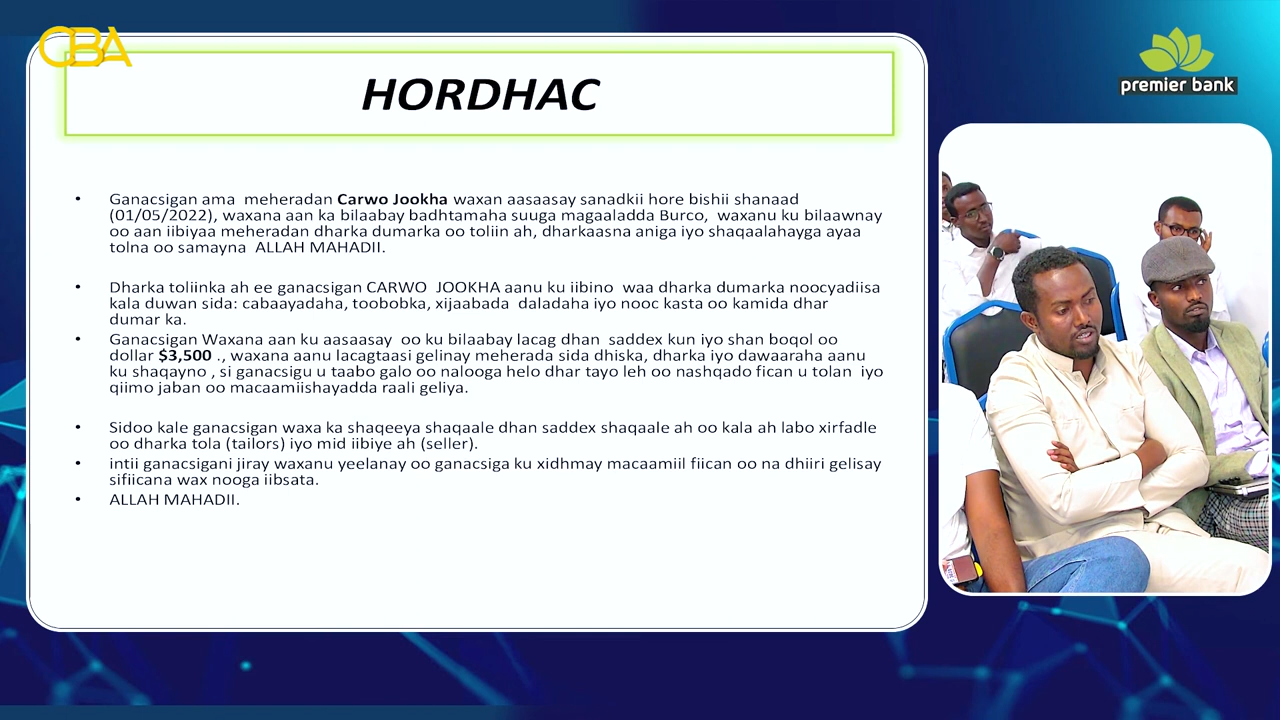 CBA
HORDHAC
premier bank
• Ganacsigan ama meheradan Carwo Jookha waxan aasaasay sanadkii hore bishii shanaad
(01/05/2022), waxana aan ka bilaabay badhtamaha suuga magaaladda Burco, waxanu ku bilaawnay
oo aan iibiyaa meheradan dharka dumarka oo toliin ah, dharkaasna aniga iyo shaqaalahayga ayaa
tolna oo samayna ALLAH MAHADII.
• Dharka toliinka ah ee ganacsigan CARWO JOOKHA aanu ku iibino waa dharka dumarka noocyadiisa
kala duwan sida: cabaayadaha, toobobka, xijaabada daladaha iyo nooc kasta oo kamida dhar
dumar ka.
• Ganacsigan Waxana aan ku aasaasay oo ku bilaabay lacag dhan saddex kun iyo shan boqol oo
dollar $3,500 ., waxana aanu lacagtaasi gelinay meherada sida dhiska, dharka iyo dawaaraha aanu
ku shaqayno , si ganacsigu u taabo galo oo nalooga helo dhar tayo leh oo nashqado fican u tolan iyo
qiimo jaban oo macaamiishayadda raali geliya.
• Sidoo kale ganacsigan waxa ka shaqeeya shaqaale dhan saddex shaqaale ah oo kala ah labo xirfadle
oo dharka tola (tailors) iyo mid iibiye ah (seller).
• intii ganacsigani jiray waxanu yeelanay oo ganacsiga ku xidhmay macaamiil fiican oo na dhiiri gelisay
sifiicana wax nooga iibsata.
• ALLAH MAHADII.